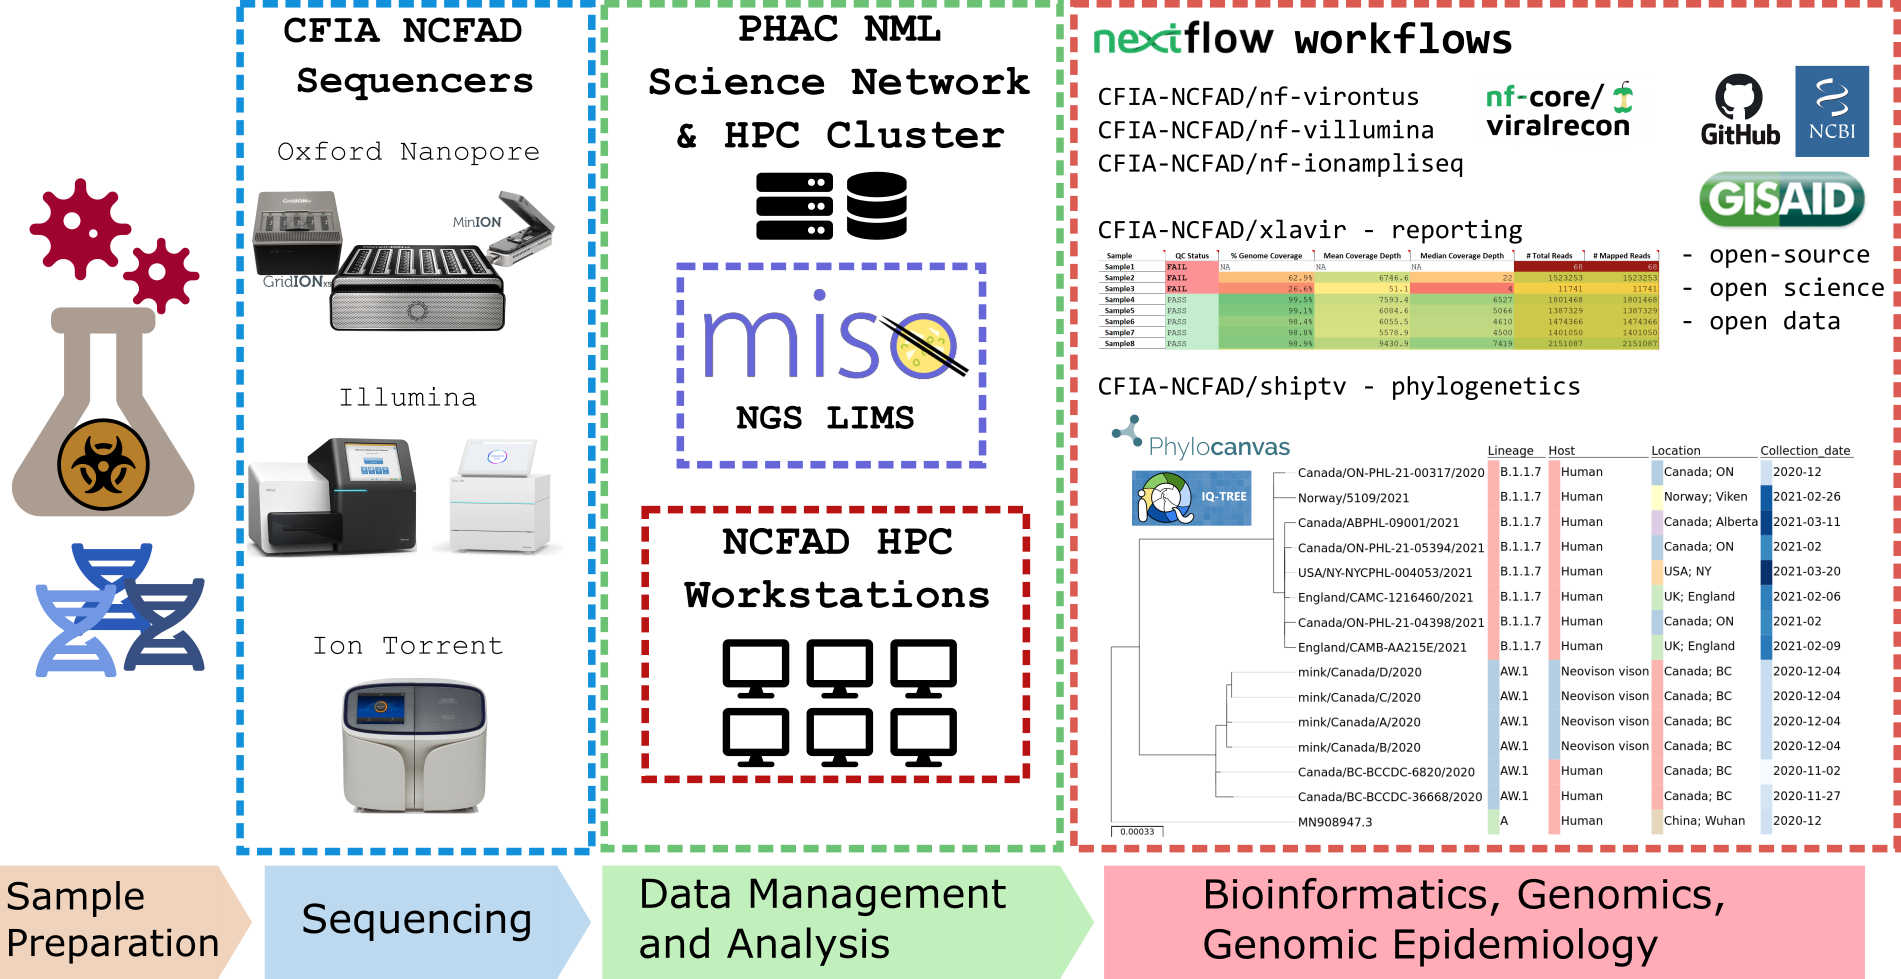 CFIA NCFAD
Sequencers
Oxford Nanopore
GridION
MinION
GridIONx5
Illumina
Ion Torrent
PHAC NML
Science Network
& HPC Cluster
miso
NGS LIMS
NCFAD HPC
Workstations
nextflow workflows
CFIA-NCFAD/nf-virontus
CFIA-NCFAD/nf-villumina
CFIA-NCFAD/nf-ionampliseq
nf-core/
viralrecon
GitHub
NCBI
GISAID
- open-source
- open science
- open data
CFIA-NCFAD/xlavir - reporting
Sample QC Status % Genome Coverage Mean Coverage Depth Median Coverage Depth # Total Reads # Mapped Reads
Sample1 FAIL NA NA NA 68 68
Sample2 FAIL 62.9% 6746.6 22 1523253 1523253
Sample3 FAIL 26.6% 51.1 4 11741 11741
Sample4 PASS 99.5% 7593.4 6527 1801468 1801468
Sample5 PASS 99.1% 6084.6 5066 1387329 1387329
Sample6 PASS 98.4% 6055.5 4610 1474366 1474366
Sample7 PASS 98.8% 5578.9 4500 1401050 1401050
Sample8 PASS 98.9% 9430.9 7419 2151087 2151087
CFIA-NCFAD/shiptv - phylogenetics
Phylocanvas
IQ-TREE
Lineage Host Location Collection_date
Canada/ON-PHL-21-00317/2020 B.1.1.7 Human Canada; ON 2020-12
Norway/5109/2021 B.1.1.7 Human Norway; Viken 2021-02-26
Canada/ABPHL-09001/2021 B.1.1.7 Human Canada; Alberta 2021-03-11
Canada/ON-PHL-21-05394/2021 B.1.1.7 Human Canada; ON 2021-02
USA/NY-NYCPHL-004053/2021 B.1.1.7 Human USA; NY 2021-03-20
England/CAMC-1216460/2021 B.1.1.7 Human UK; England 2021-02-06
Canada/ON-PHL-21-04398/2021 B.1.1.7 Human Canada; ON 2021-02
England/CAMB-AA215E/2021 B.1.1.7 Human UK; England 2021-02-09
mink/Canada/D/2020 AW.1 Neovison vison Canada; BC 2020-12-04
mink/Canada/C/2020 AW.1 Neovison vison Canada; BC 2020-12-04
mink/Canada/A/2020 AW.1 Neovison vison Canada; BC 2020-12-04
mink/Canada/B/2020 AW.1 Neovison vison Canada; BC 2020-12-04
Canada/BC-BCCDC-6820/2020 AW.1 Human Canada; BC 2020-11-02
Canada/BC-BCCDC-36668/2020 AW.1 Human Canada; BC 2020-11-27
MN908947.3 A Human China; Wuhan 2020-12
0.00033
Sample
Preparation
Sequencing
Data Management
and Analysis
Bioinformatics, Genomics,
Genomic Epidemiology